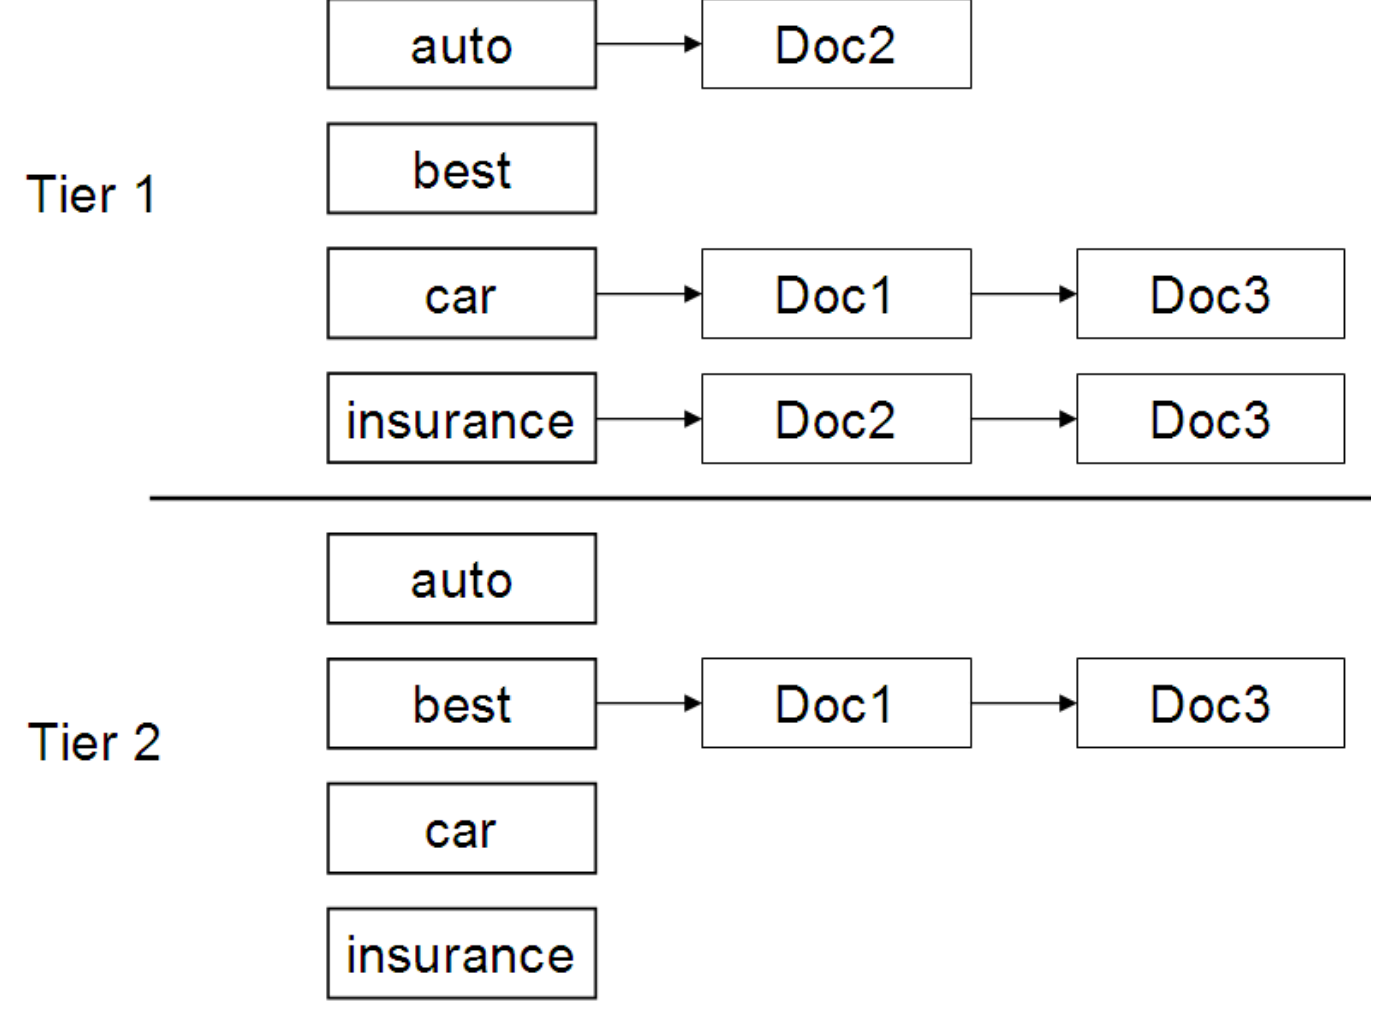 auto Doc2
best
Tier 1
car Doc1 Doc3
insurance Doc2 Doc3
auto
best Doc1 Doc3
Tier 2
car
insurance